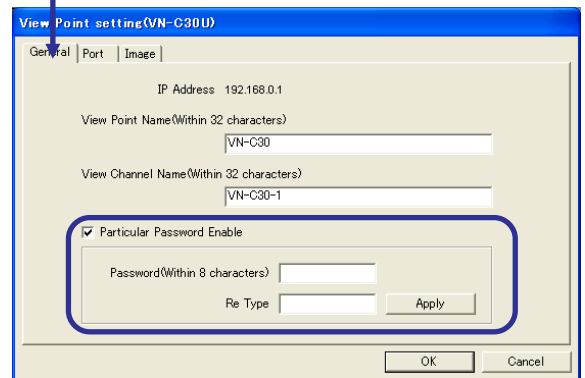 View Point setting(VN-C30U)
General Port Image
IP Address 192.168.0.1
View Point Name(Within 32 characters)
VN-C30
View Channel Name(Within 32 characters)
VN-C30-1
Particular Password Enable
Password(Within 8 characters)
Re Type Apply
OK Cancel